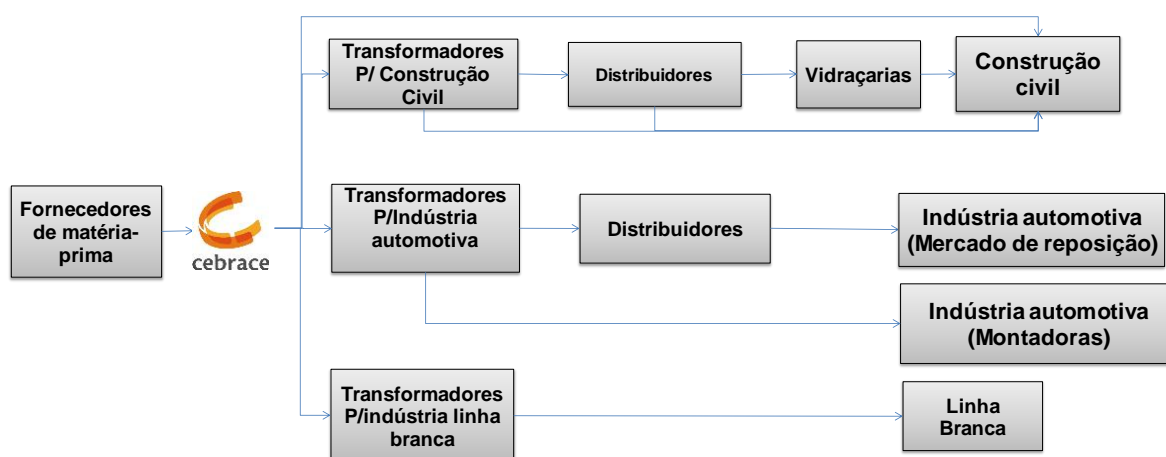 Transformadores
P/ Construção
Civil
Distribuidores
Vidraçarias
Construção
civil
Fornecedores
de matéria-
prima
cebrace
Transformadores
P/Indústria
automotiva
Distribuidores
Indústria automotiva
(Mercado de reposição)
Indústria automotiva
(Montadoras)
Transformadores
P/indústria linha
branca
Linha
Branca